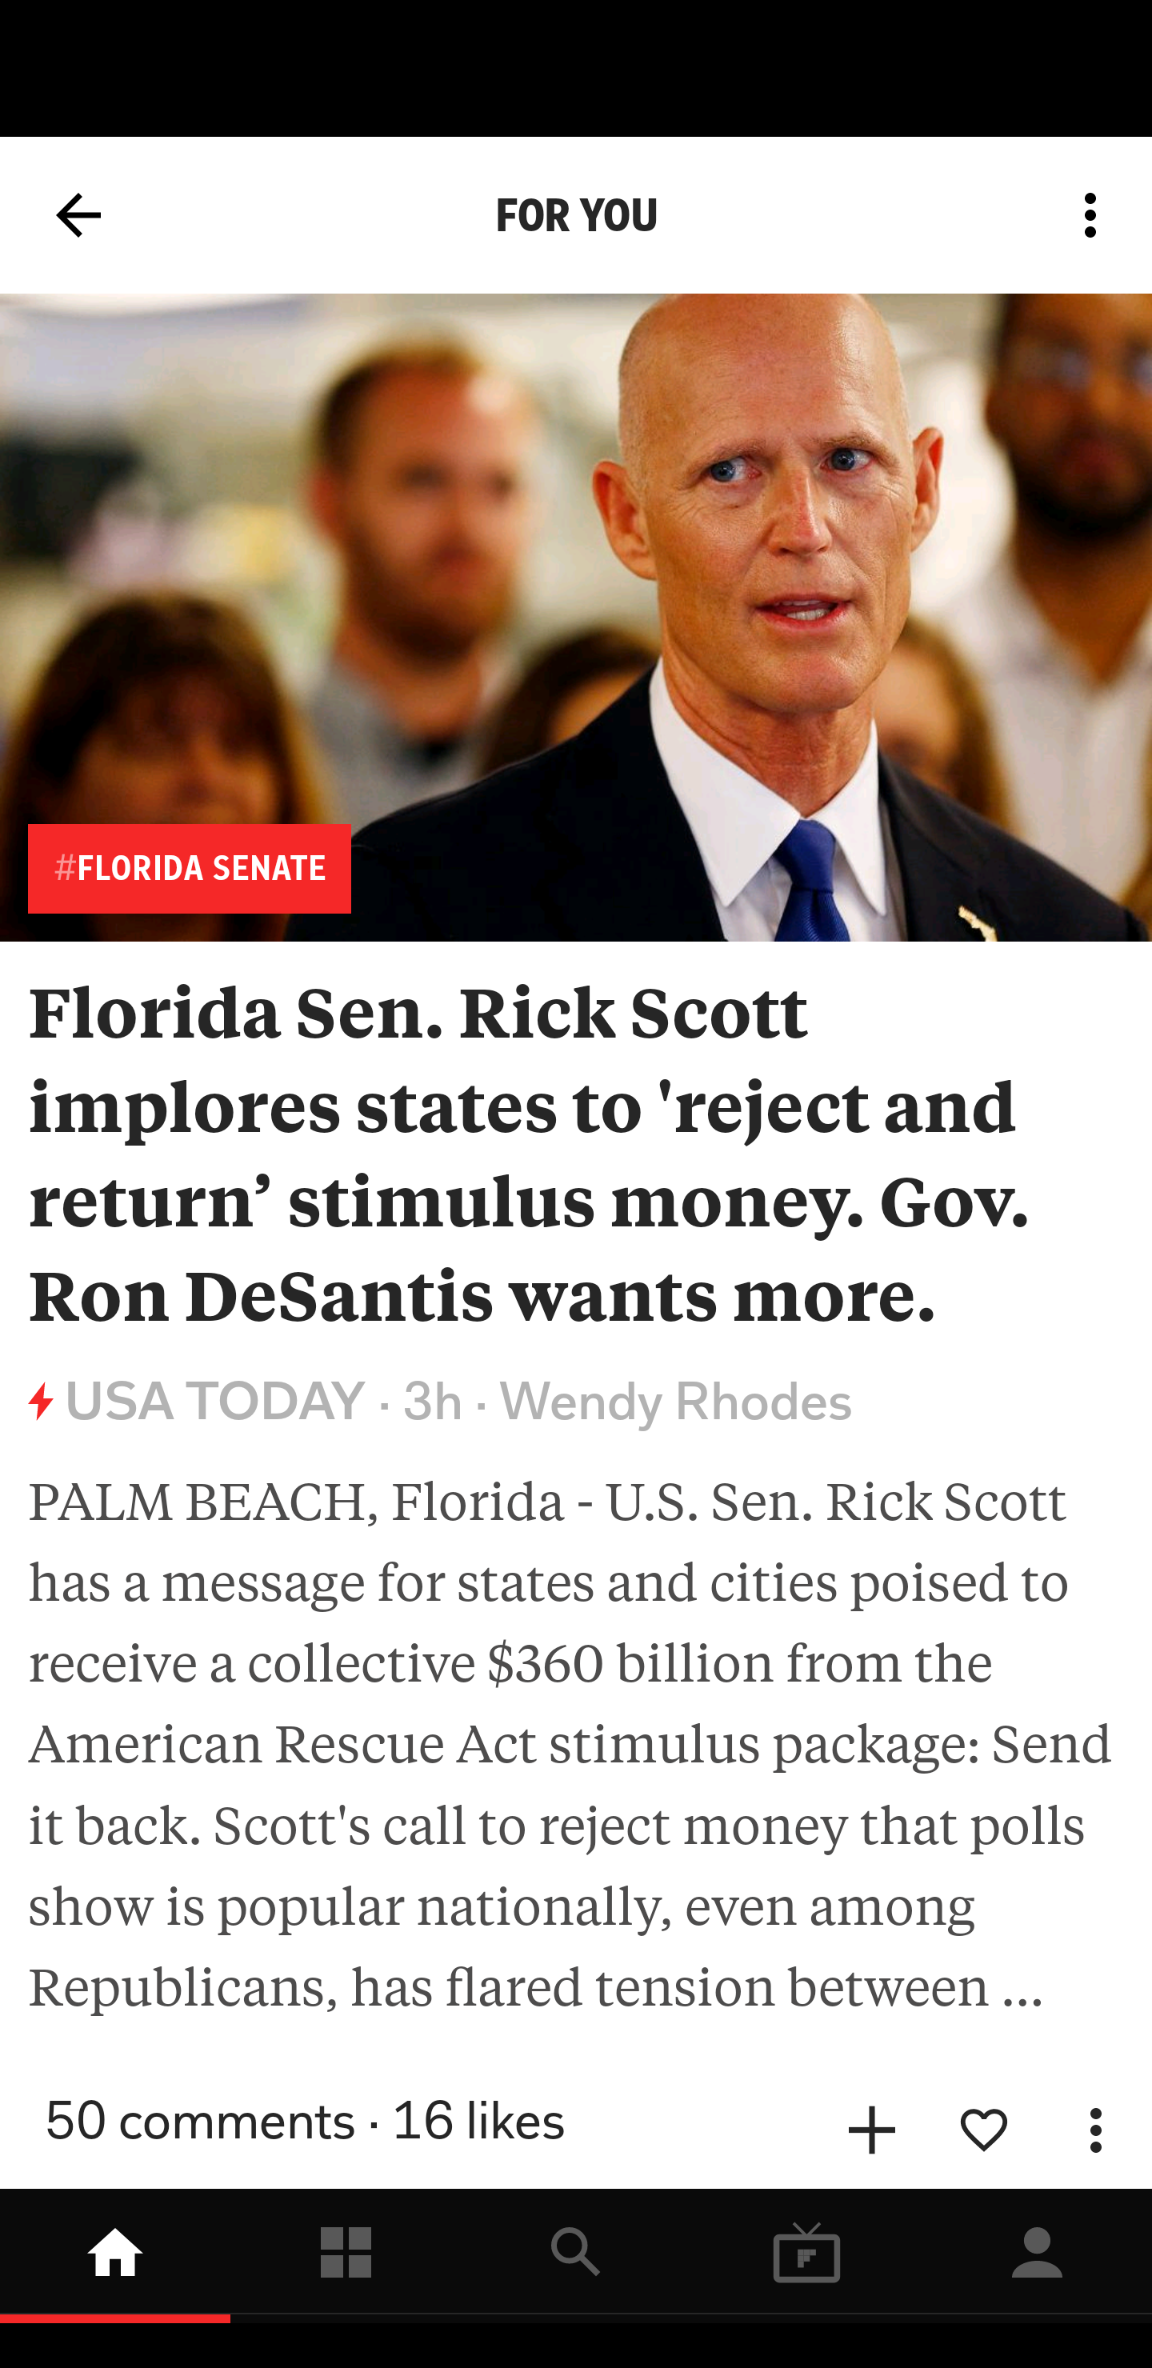 FOR YOU
#FLORIDA SENATE
Florida Sen. Rick Scott
implores states to 'reject and
return’ stimulus money. Gov.
Ron DeSantis wants more.
USA TODAY · 3h · Wendy Rhodes
PALM BEACH, Florida - U.S. Sen. Rick Scott
has a message for states and cities poised to
receive a collective $360 billion from the
American Rescue Act stimulus package: Send
it back. Scott's call to reject money that polls
show is popular nationally, even among
Republicans, has flared tension between ...
50 comments · 16 likes